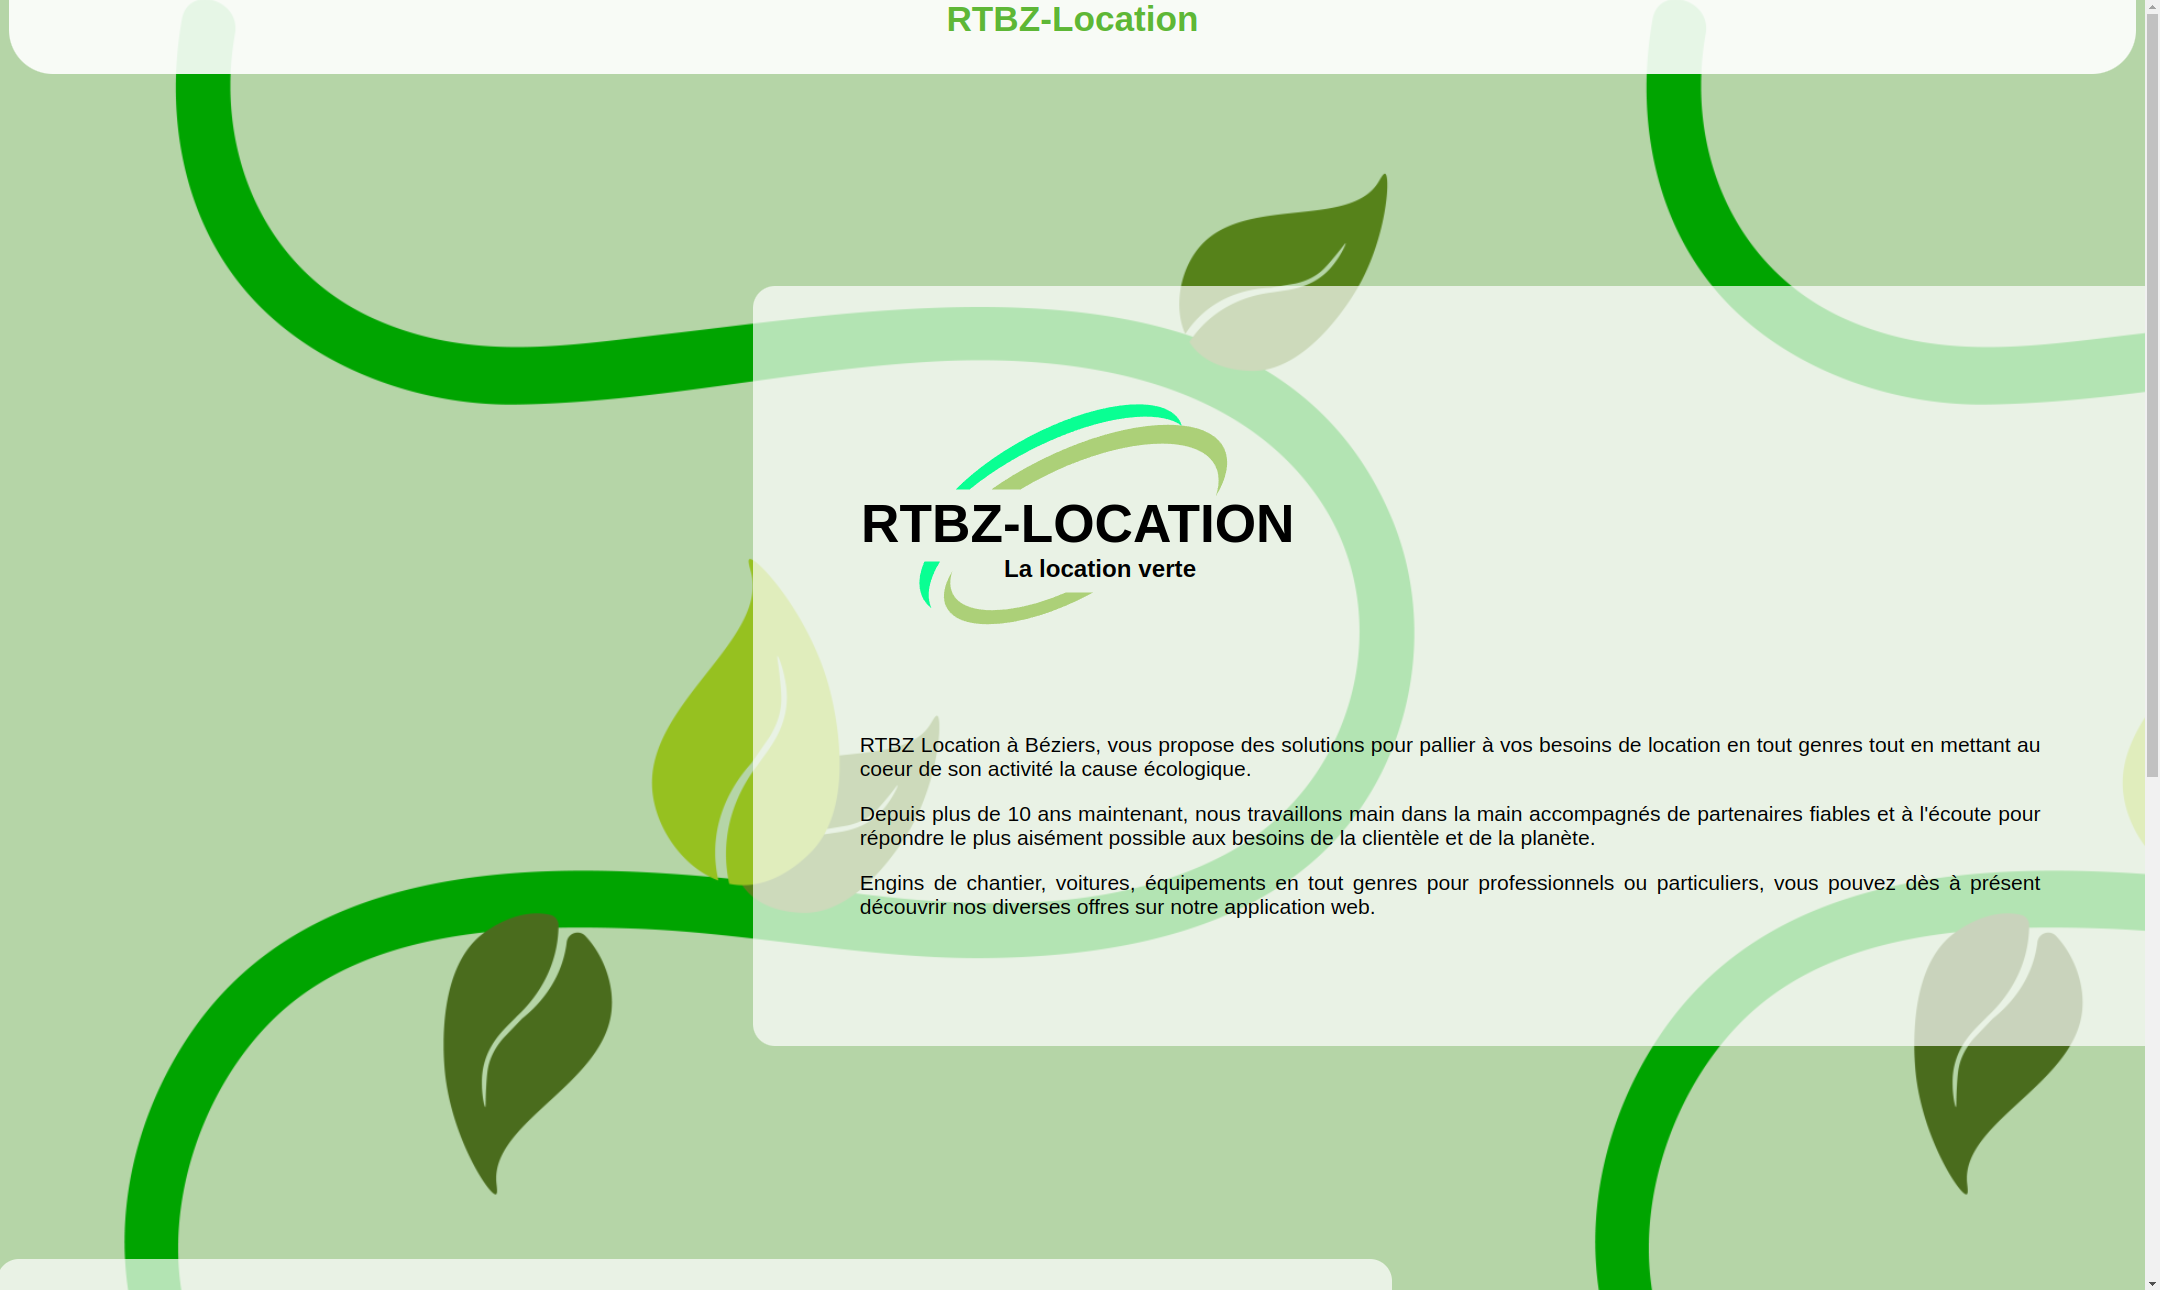 RTBZ-Location
RTBZ-LOCATION
La location verte
RTBZ Location à Béziers, vous propose des solutions pour pallier à vos besoins de location en tout genres tout en mettant au
coeur de son activité la cause écologique.
Depuis plus de 10 ans maintenant, nous travaillons main dans la main accompagnés de partenaires fiables et à l'écoute pour
répondre le plus aisément possible aux besoins de la clientèle et de la planète.
Engins de chantier, voitures, équipements en tout genres pour professionnels ou particuliers, vous pouvez dès à présent
découvrir nos diverses offres sur notre application web.